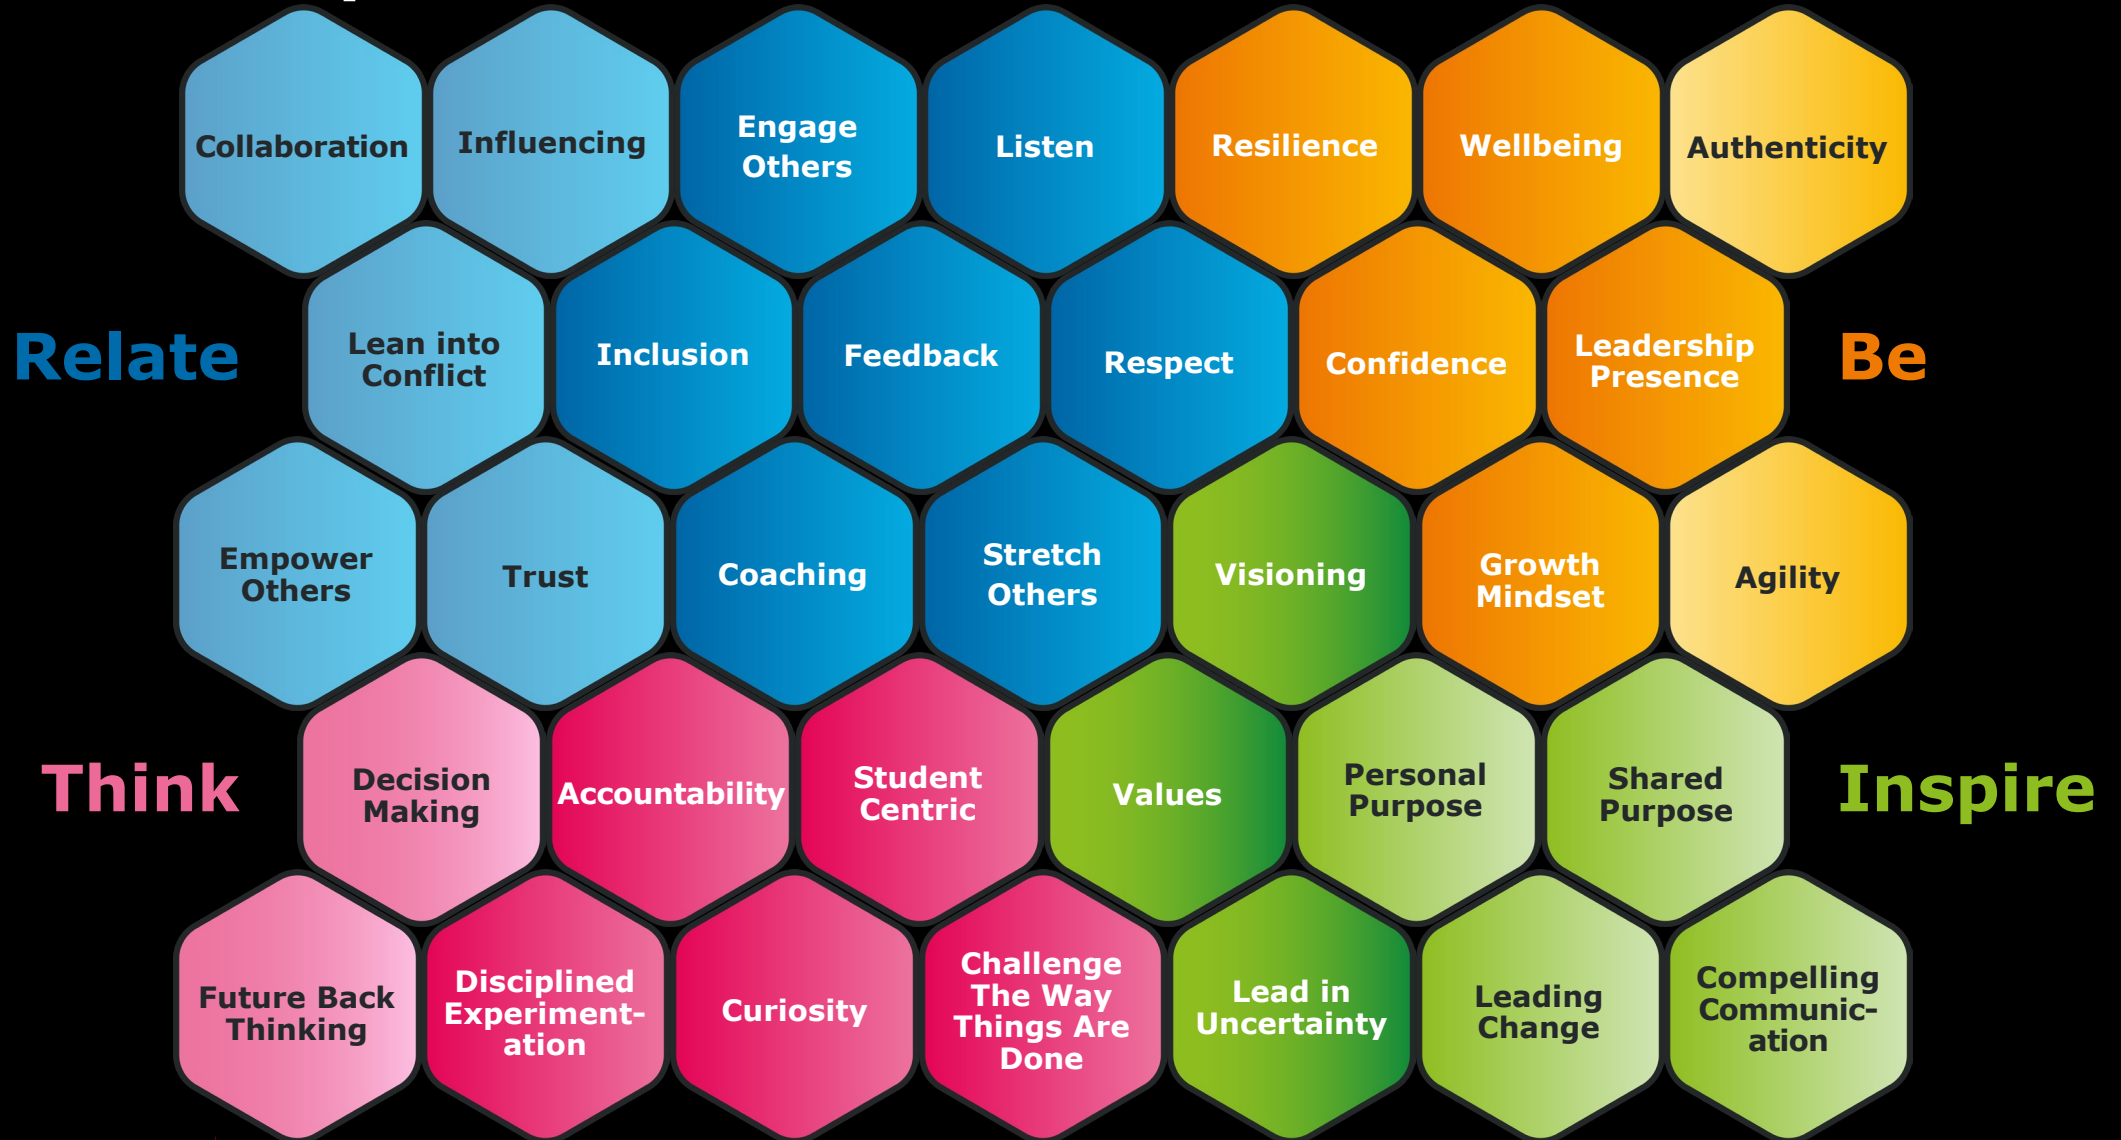 Collaboration
Influencing
Engage
Others
Listen
Resilience
Wellbeing
Authenticity
Relate
Lean into
Conflict
Inclusion
Feedback
Respect
Confidence
Leadership
Presence
Be
Empower
Others
Trust
Coaching
Stretch
Others
Visioning
Growth
Mindset
Agility
Think
Decision
Making
Accountability
Student
Centric
Values
Personal
Purpose
Shared
Purpose
Inspire
Future Back
Thinking
Disciplined
Experiment-
ation
Curiosity
Challenge
The Way
Things Are
Done
Lead in
Uncertainty
Leading
Change
Compelling
Communic-
ation